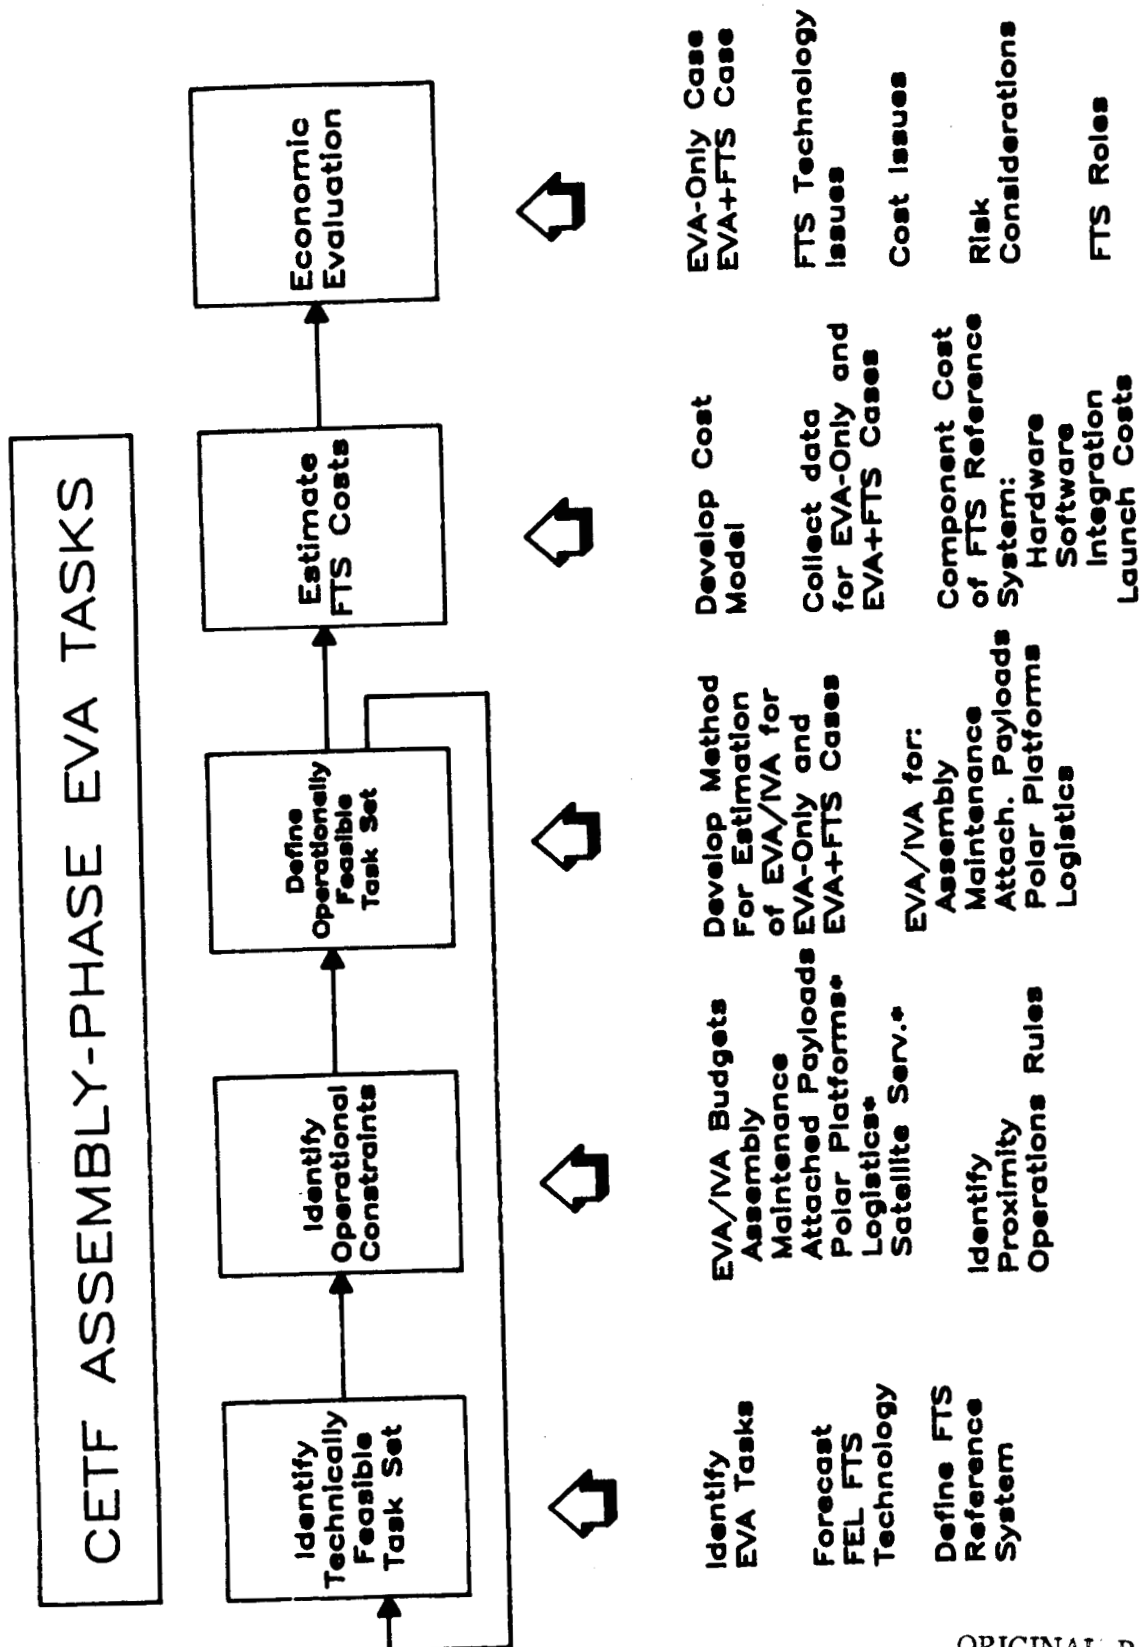 CETF ASSEMBLY-PHASE EVA TASKS
Identify
Technically
Feasible
Task Set
Identify
Operational
Constraints
Define
Operationally
Feasible
Task Set
Estimate
FTS Costs
Economic
Evaluation
Identify
EVA Tasks
Forecast
FEL FTS
Technology
Define FTS
Reference
System
EVA/IVA Budgets
Assembly
Maintenance
Attached Payloads
Polar Platforms*
Logistics*
Satellite Serv.*
Identify
Proximity
Operations Rules
Develop Method
For Estimation
of EVA/IVA for
EVA-Only and
EVA+FTS Cases
EVA/IVA for:
Assembly
Maintenance
Attach. Payloads
Polar Platforms
Logistics
Develop Cost
Model
Collect data
for EVA-Only and
EVA+FTS Cases
Component Cost
of FTS Reference
System:
Hardware
Software
Integration
Launch Costs
EVA-Only Case
EVA+FTS Case
FTS Technology
Issues
Cost Issues
Risk
Considerations
FTS Roles
ORIGINAL